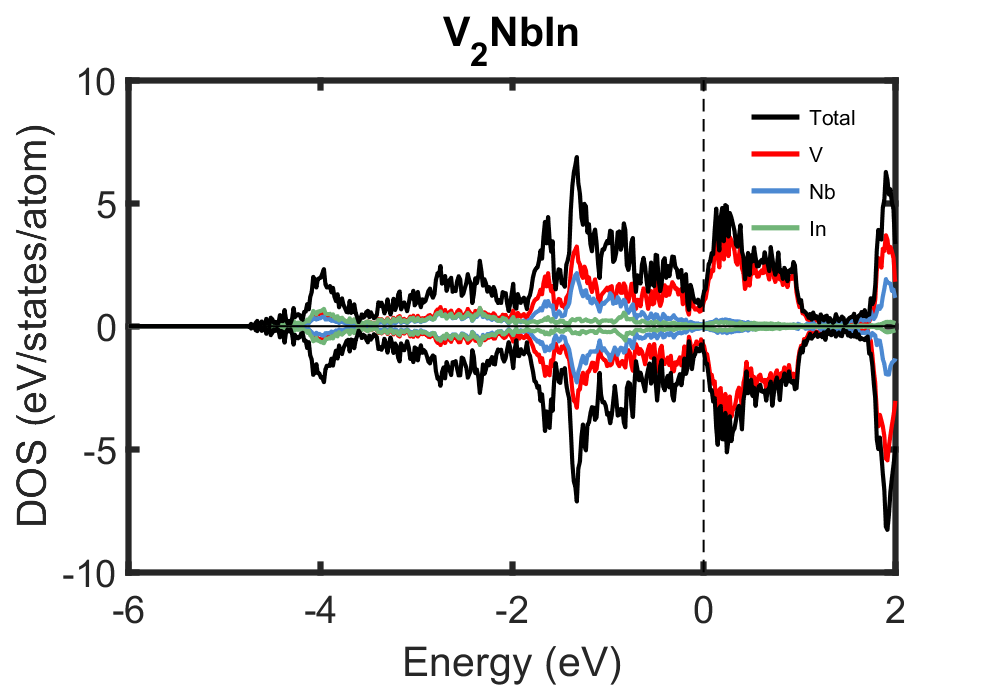 V2NbIn
DOS (eV/states/atom)
10
5
0
-5
-10
Total
V
Nb
In
-6 -4 -2 0 2
Energy (eV)